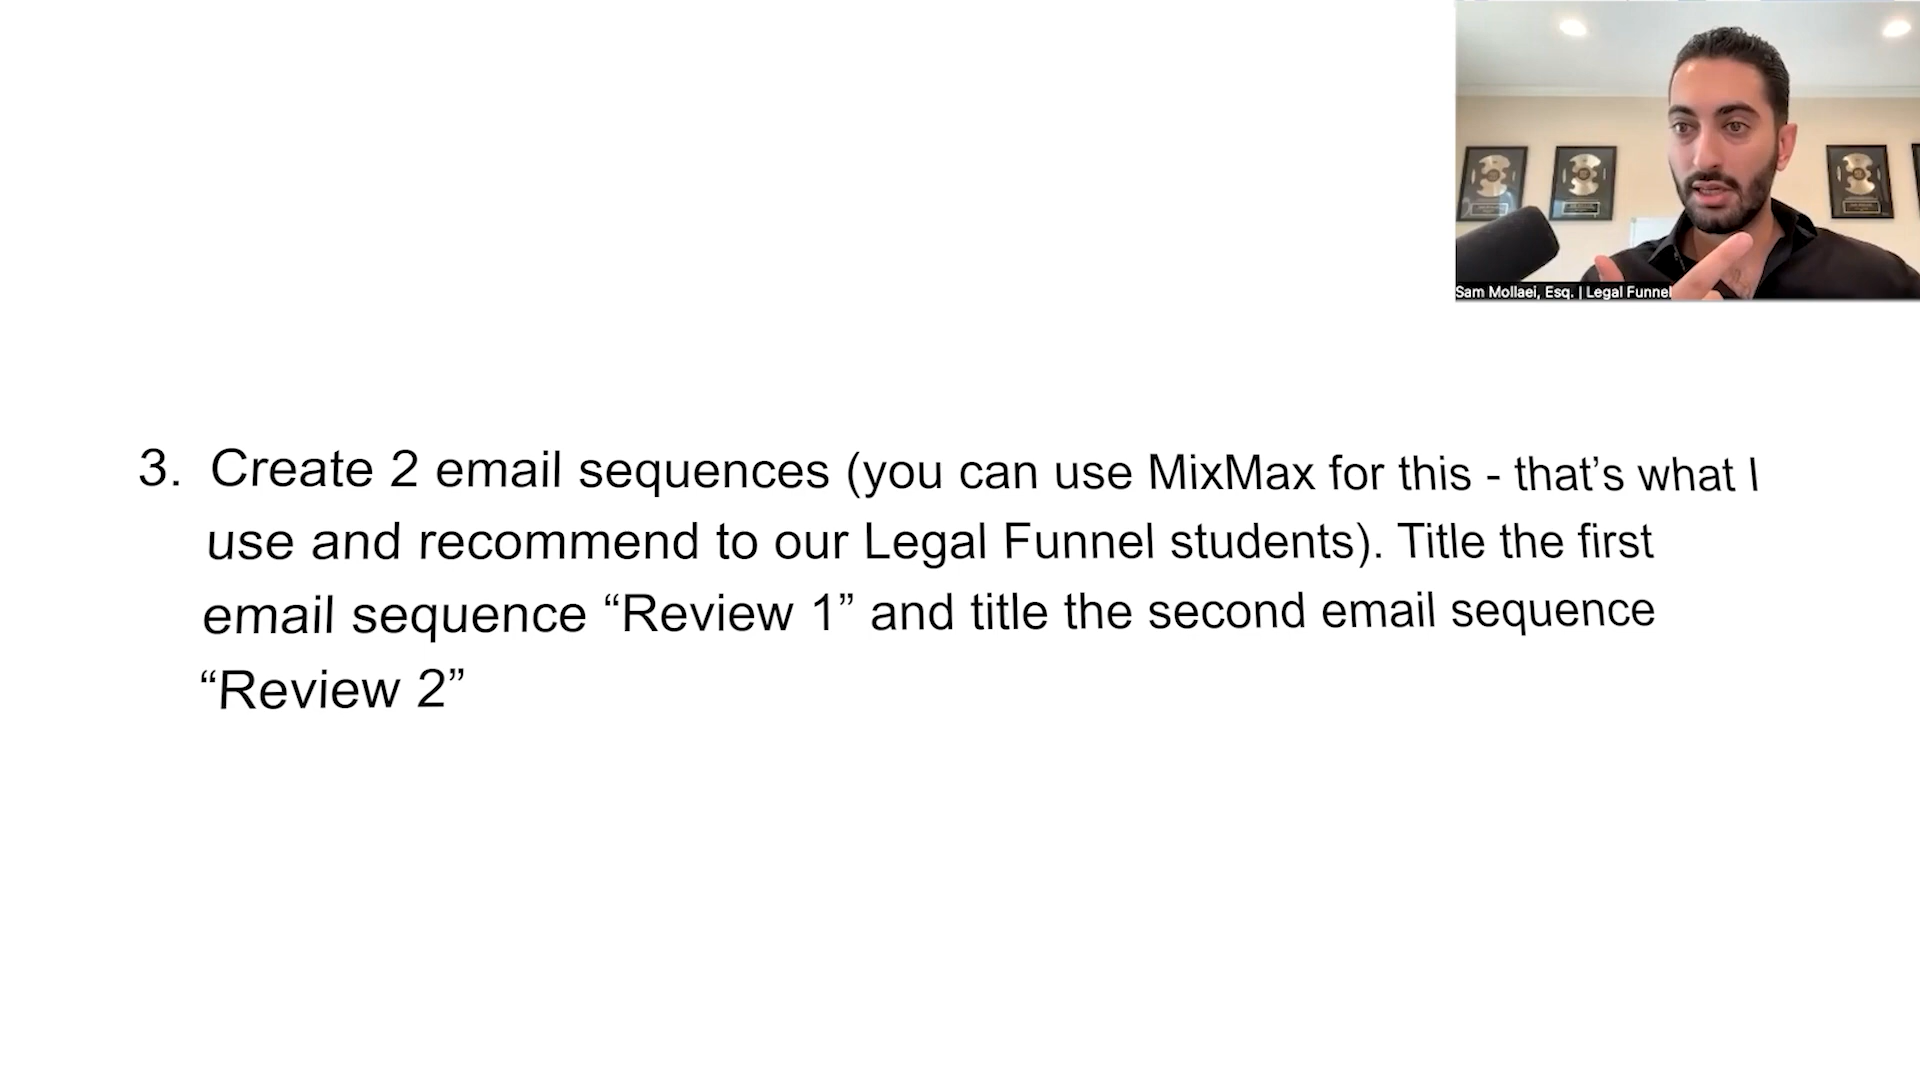 Sam Mollaei, Esq. | Legal Funnel
3. Create 2 email sequences (you can use MixMax for this - that’s what I
use and recommend to our Legal Funnel students). Title the first
email sequence “Review 1” and title the second email sequence
“Review 2”